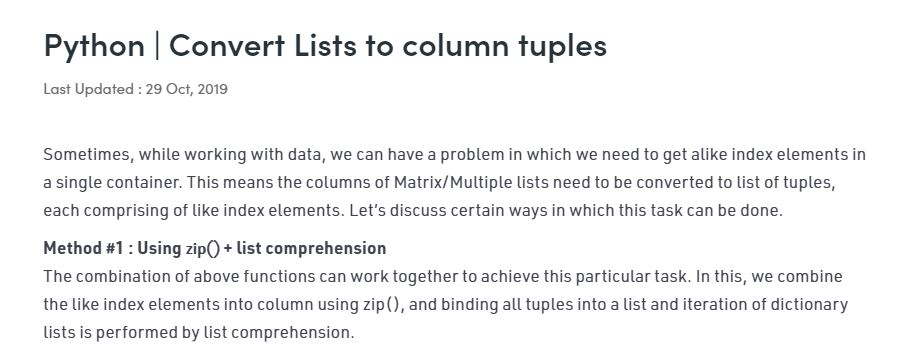 Python | Convert Lists to column tuples
Last Updated : 29 Oct, 2019
Sometimes, while working with data, we can have a problem in which we need to get alike index elements in
a single container. This means the columns of Matrix/Multiple lists need to be converted to list of tuples,
each comprising of like index elements. Let’s discuss certain ways in which this task can be done.
Method #1 : Using zip() + list comprehension
The combination of above functions can work together to achieve this particular task. In this, we combine
the like index elements into column using zip(), and binding all tuples into a list and iteration of dictionary
lists is performed by list comprehension.